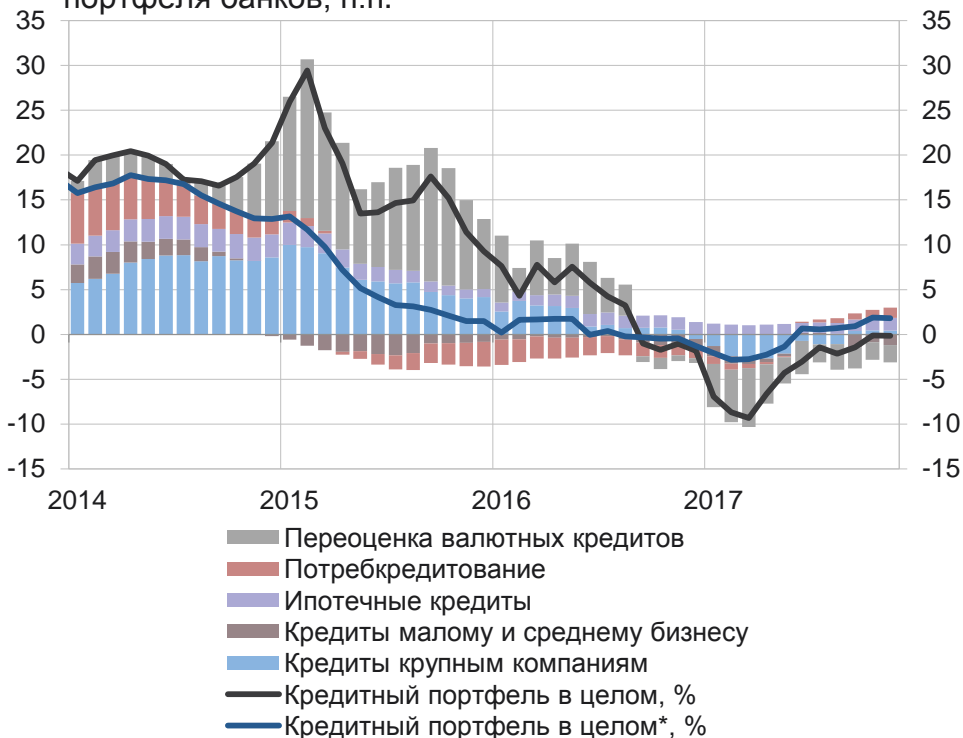 портфеля банков, п.п.
35 35
30 30
25 25
20 20
15 15
10 10
5 5
0 0
-5 -5
-10 -10
-15 -15
2014 2015 2016 2017
Переоценка валютных кредитов
Потребкредитование
Ипотечные кредиты
Кредиты малому и среднему бизнесу
Кредиты крупным компаниям
Кредитный портфель в целом, %
Кредитный портфель в целом*, %